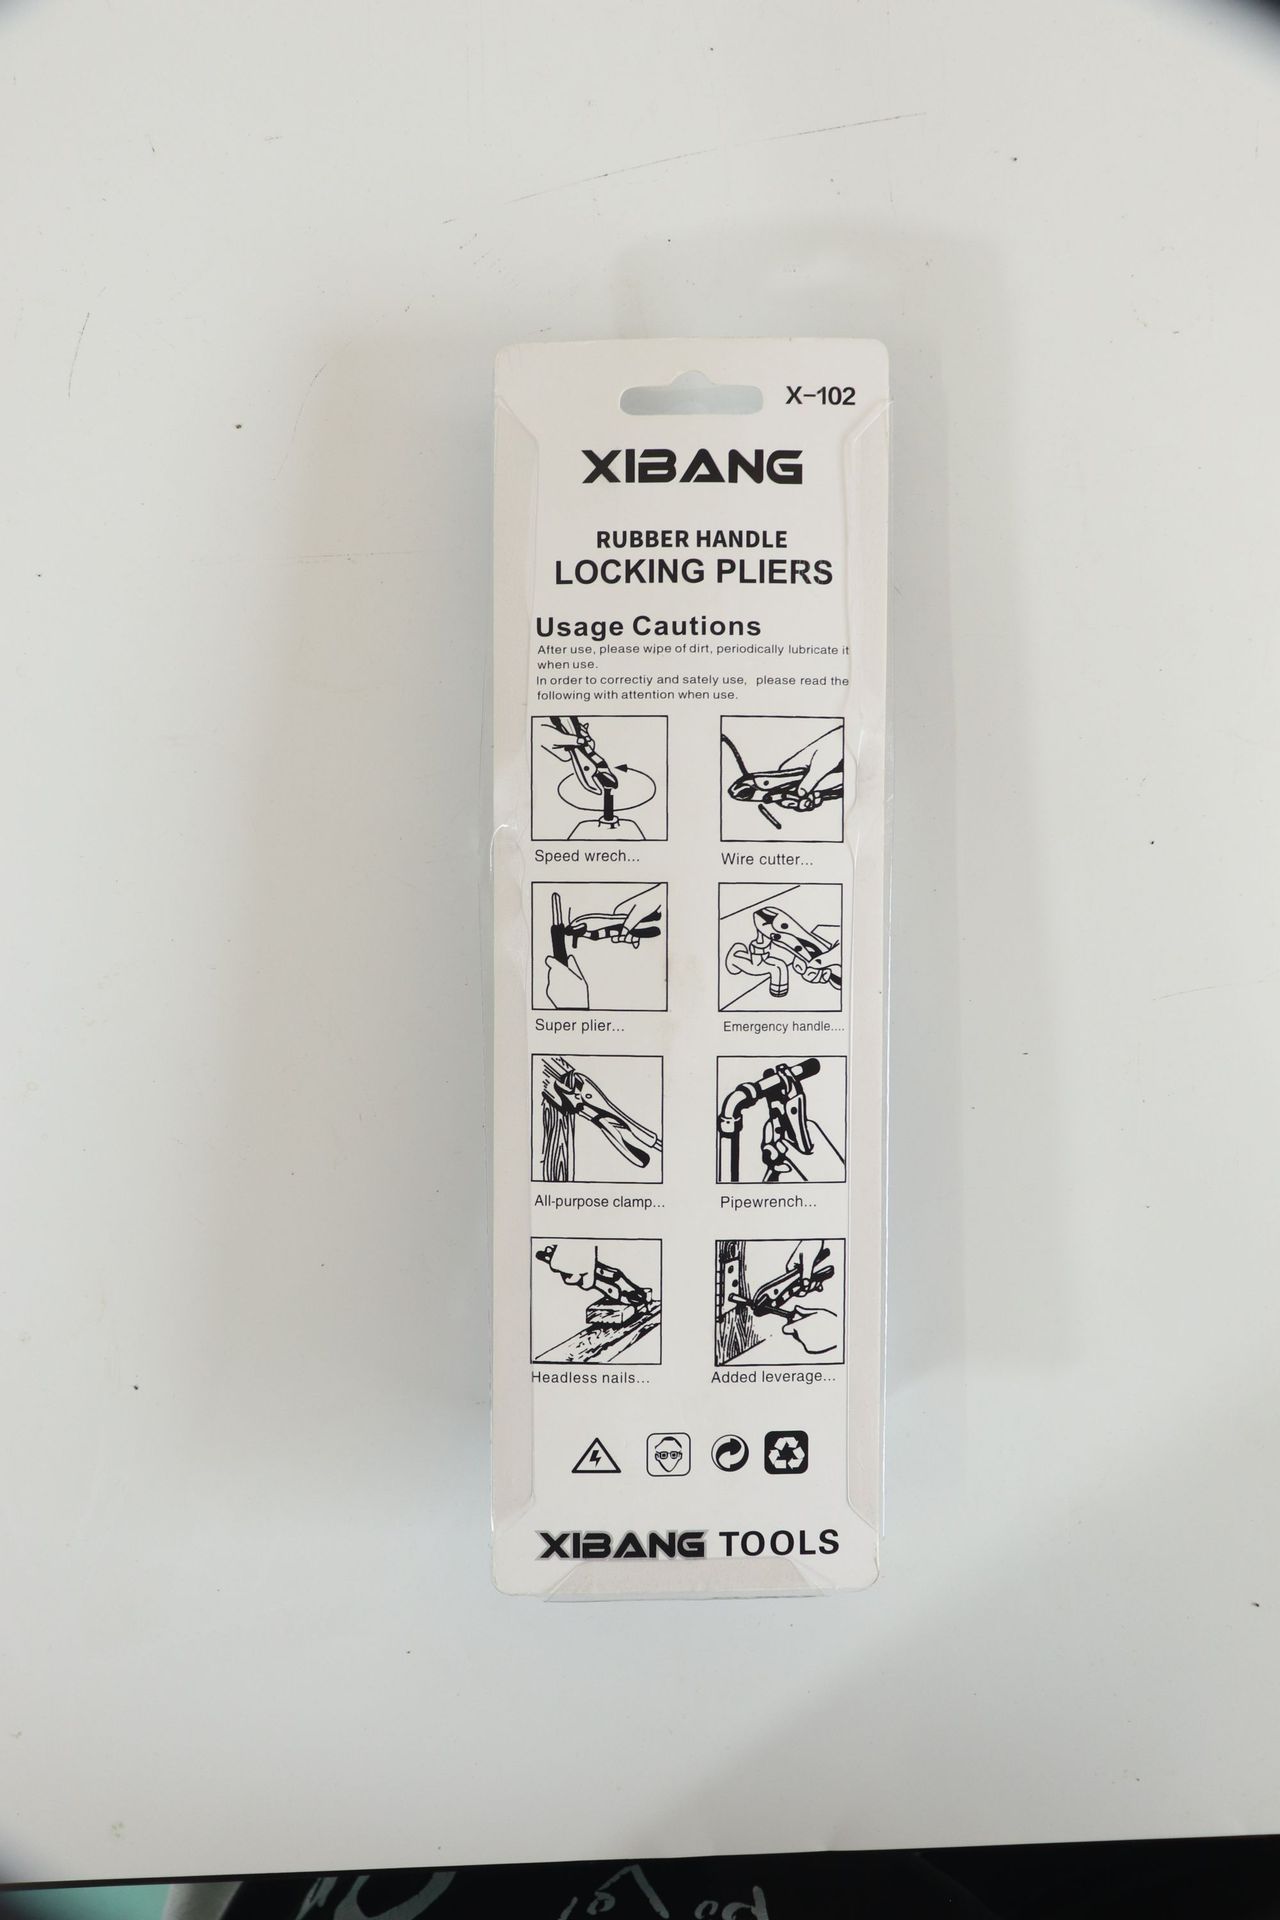 X-102
XIBANG
RUBBER HANDLE
LOCKING PLIERS
Usage Cautions
After use, please wipe of dirt, periodically lubricate it
when use.
In order to correctiy and sately use, please read the
following with attention when use.
Speed wrech...
Wire cutter...
Super plier...
Emergency handle....
All-purpose clamp...
Pipewrench...
Headless nails...
Added leverage...
XIBANG TOOLS